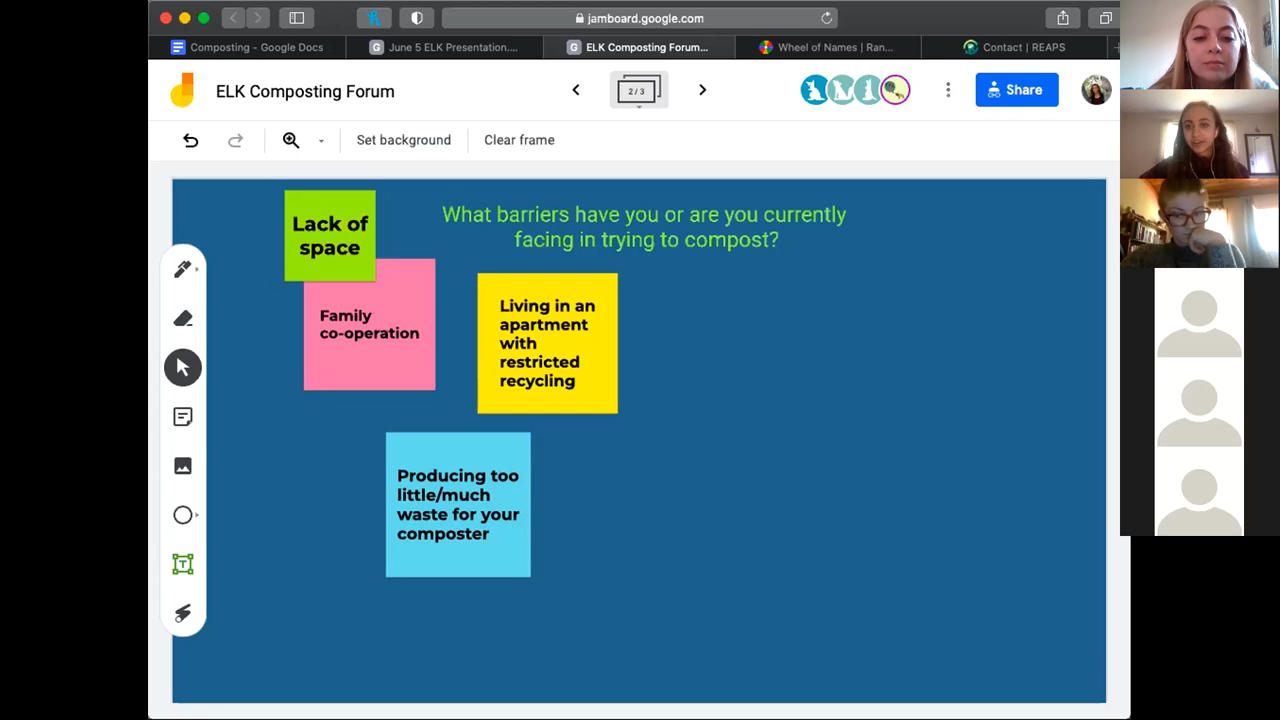 jamboard.google.com
Composting - Google Docs
June 5 ELK Presentation....
ELK Composting Forum...
Wheel of Names | Ran...
Contact | REAPS
ELK Composting Forum
2/3
Share
Set background
Clear frame
What barriers have you or are you currently
facing in trying to compost?
Lack of
space
Family
co-operation
Living in an
apartment
with
restricted
recycling
Producing too
little/much
waste for your
composter